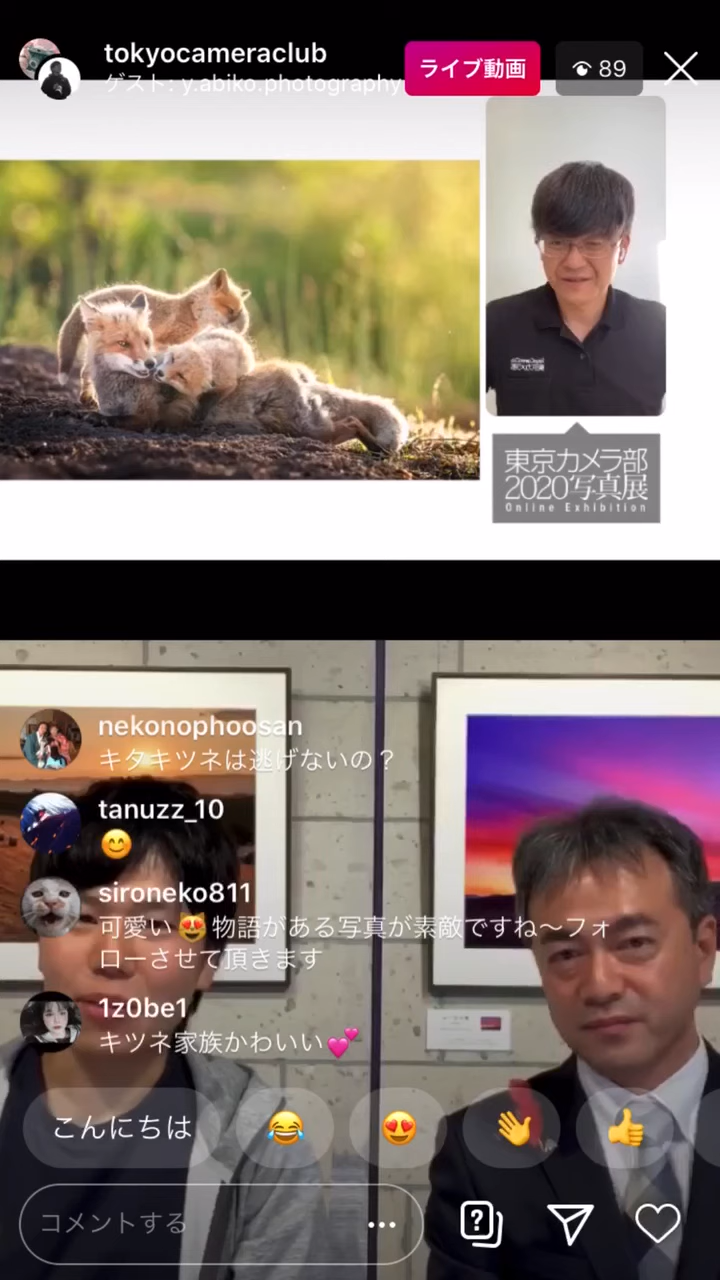 tokyocameraclub
ゲスト: y.abiko.photography
ライブ動画
89
東京カメラ部
2020写真展
Online Exhibition
nekonophoosan
キタキツネは逃げないの？
tanuzz_10
😊
sironeko811
可愛い😻物語がある写真が素敵ですね〜フォ
ローさせて頂きます
1z0be1
キツネ家族かわいい💕
こんにちは 😂 😍 👋 👍
コメントする